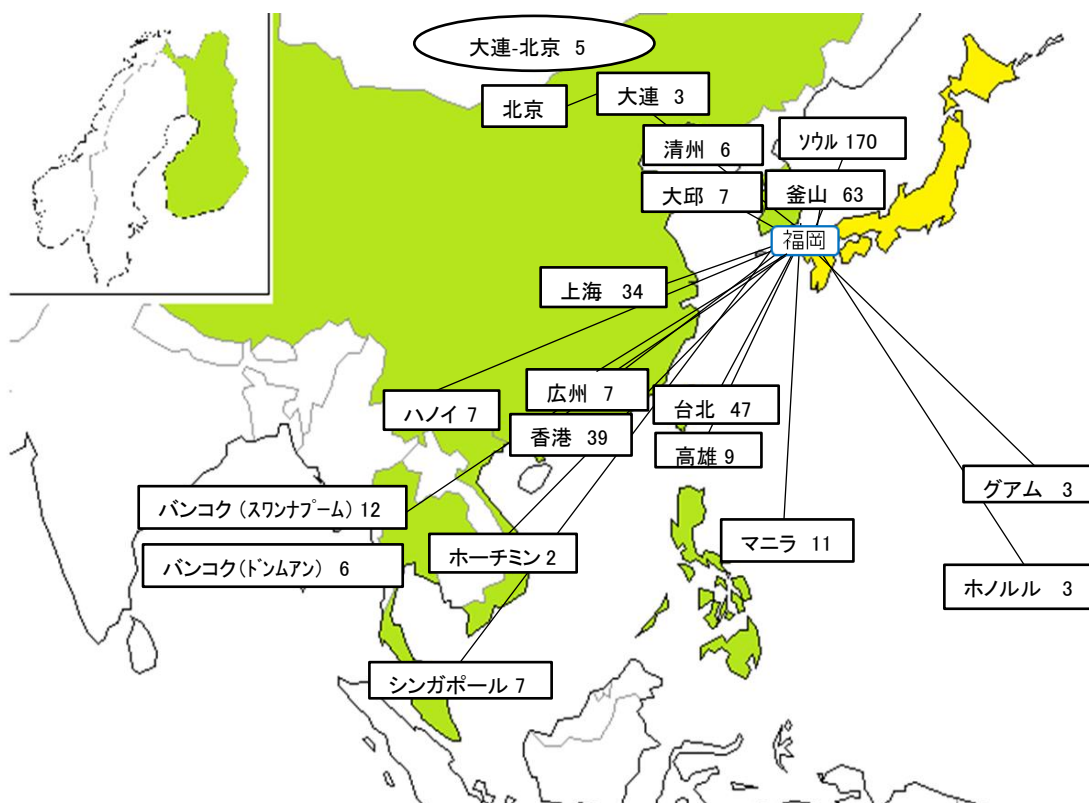 大連-北京 5
北京
大連 3
清州 6
ソウル 170
大邱 7
釜山 63
福岡
上海 34
ハノイ 7
広州 7
香港 39
台北 47
高雄 9
グアム 3
バンコク (スワンナプーム) 12
マニラ 11
バンコク(ドンムアン) 6
ホーチミン 2
ホノルル 3
シンガポール 7